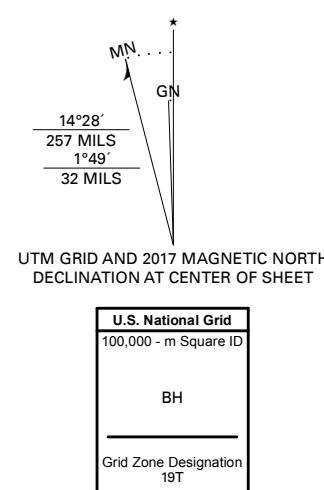 ★
MN
GN
14°28´
257 MILS
1°49´
32 MILS
UTM GRID AND 2017 MAGNETIC NORTH
DECLINATION AT CENTER OF SHEET
U.S. National Grid
100,000 - m Square ID
BH
Grid Zone Designation
19T